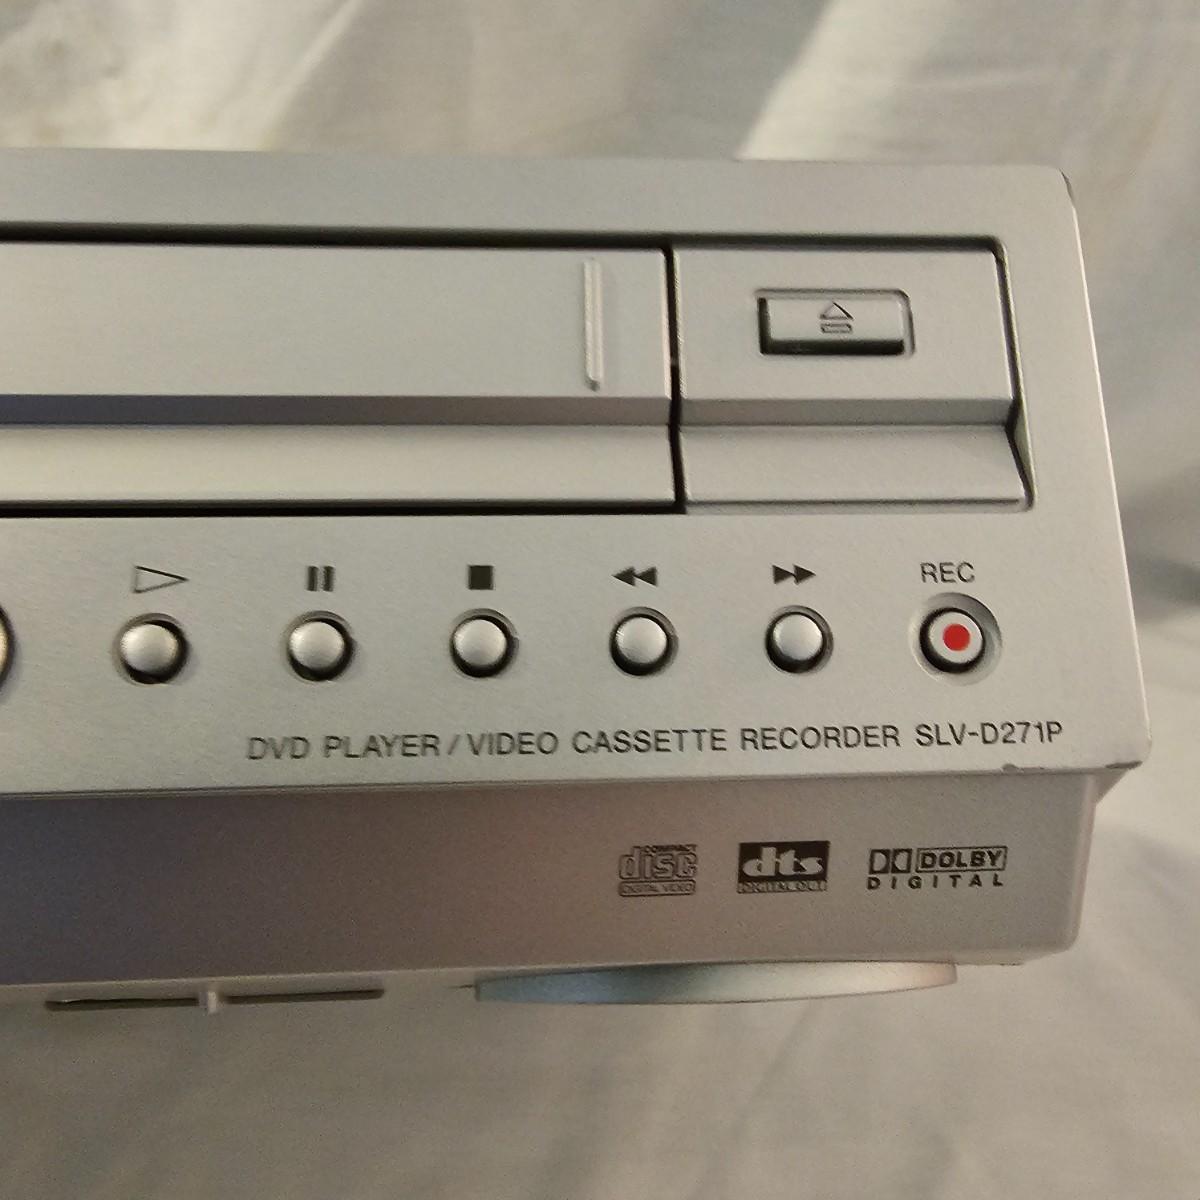 REC
DVD PLAYER / VIDEO CASSETTE RECORDER SLV-D271P
COMPACT
disc
DIGITAL VIDEO
dts
DIGITAL OUT
DOLBY
DIGITAL